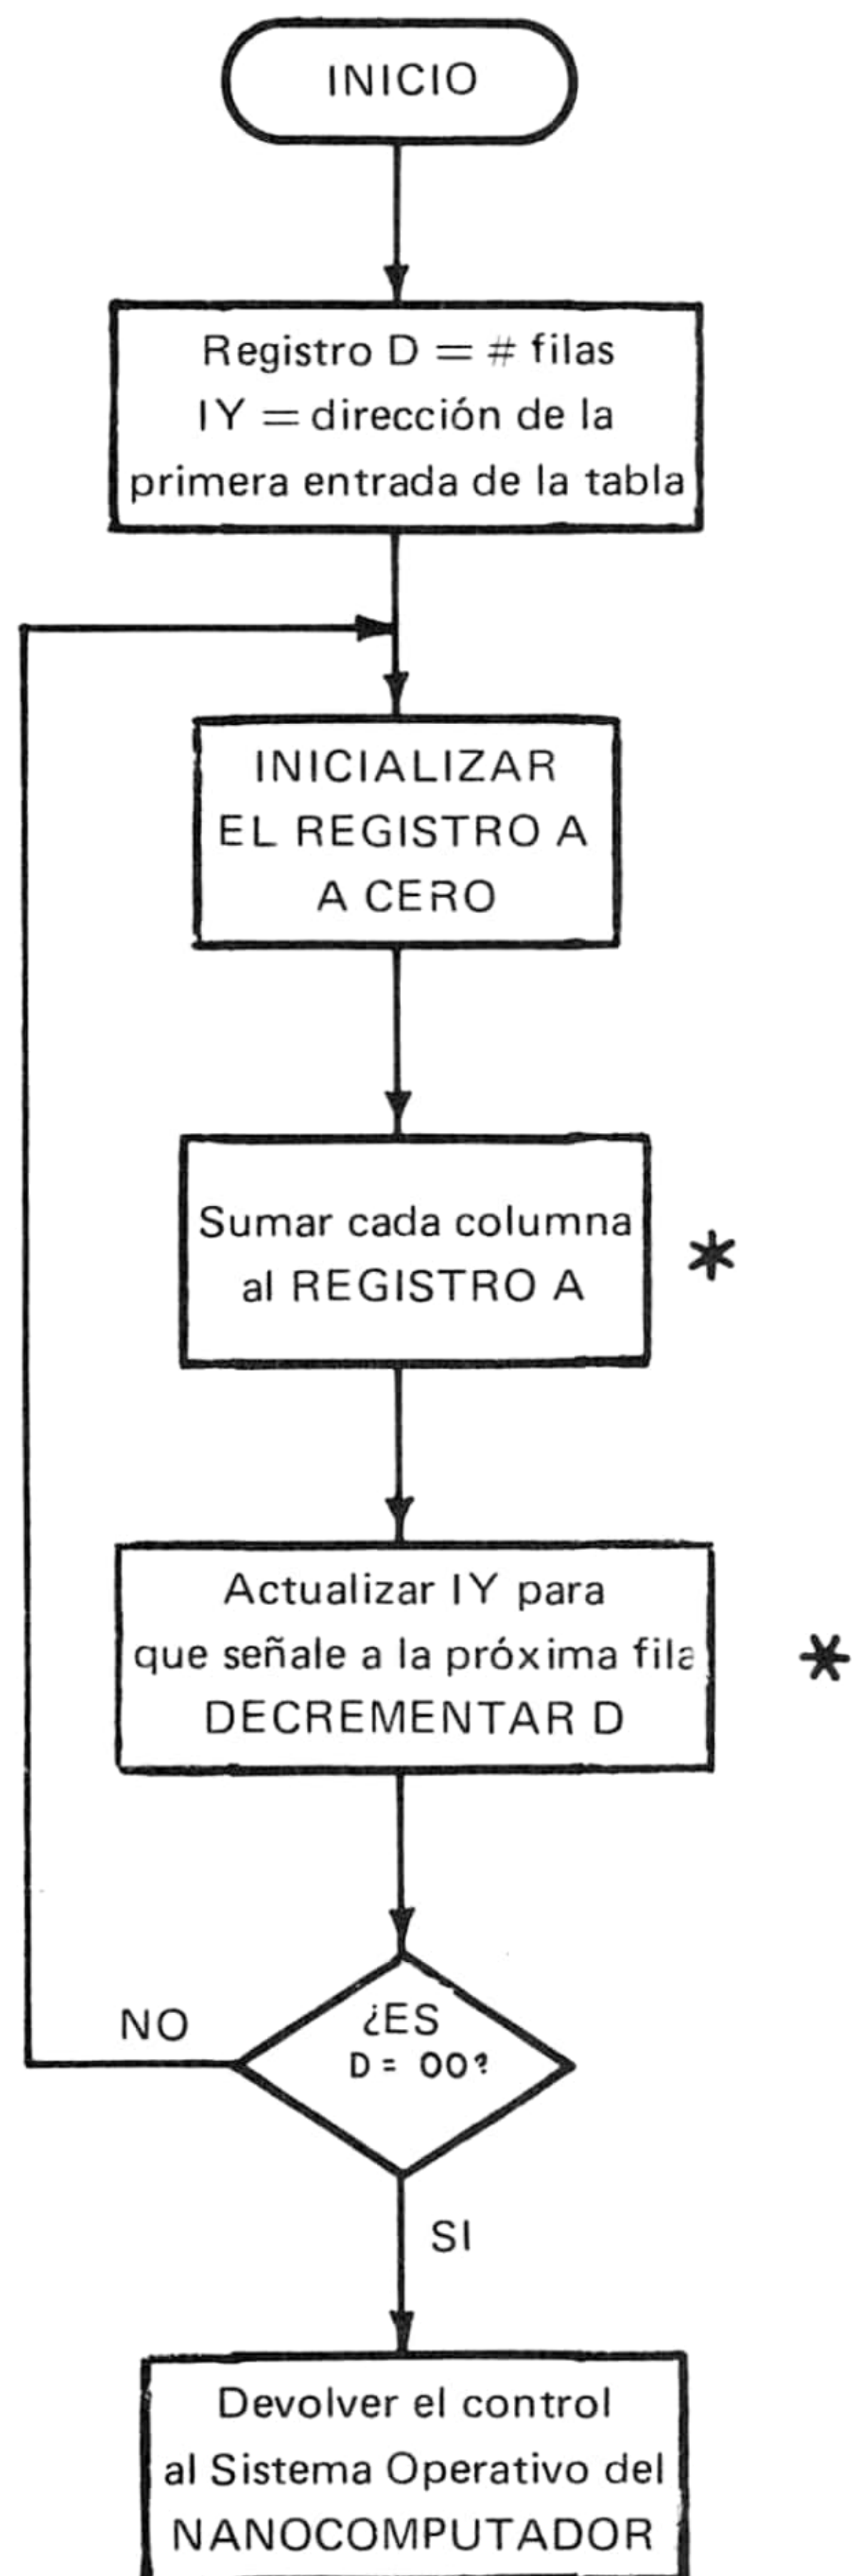 INICIO
Registro D = # filas
IY = dirección de la
primera entrada de la tabla
INICIALIZAR
EL REGISTRO A
A CERO
Sumar cada columna
al REGISTRO A
*
Actualizar IY para
que señale a la próxima fila
DECREMENTAR D
*
¿ES
D = 00?
NO
SI
Devolver el control
al Sistema Operativo del
NANOCOMPUTADOR